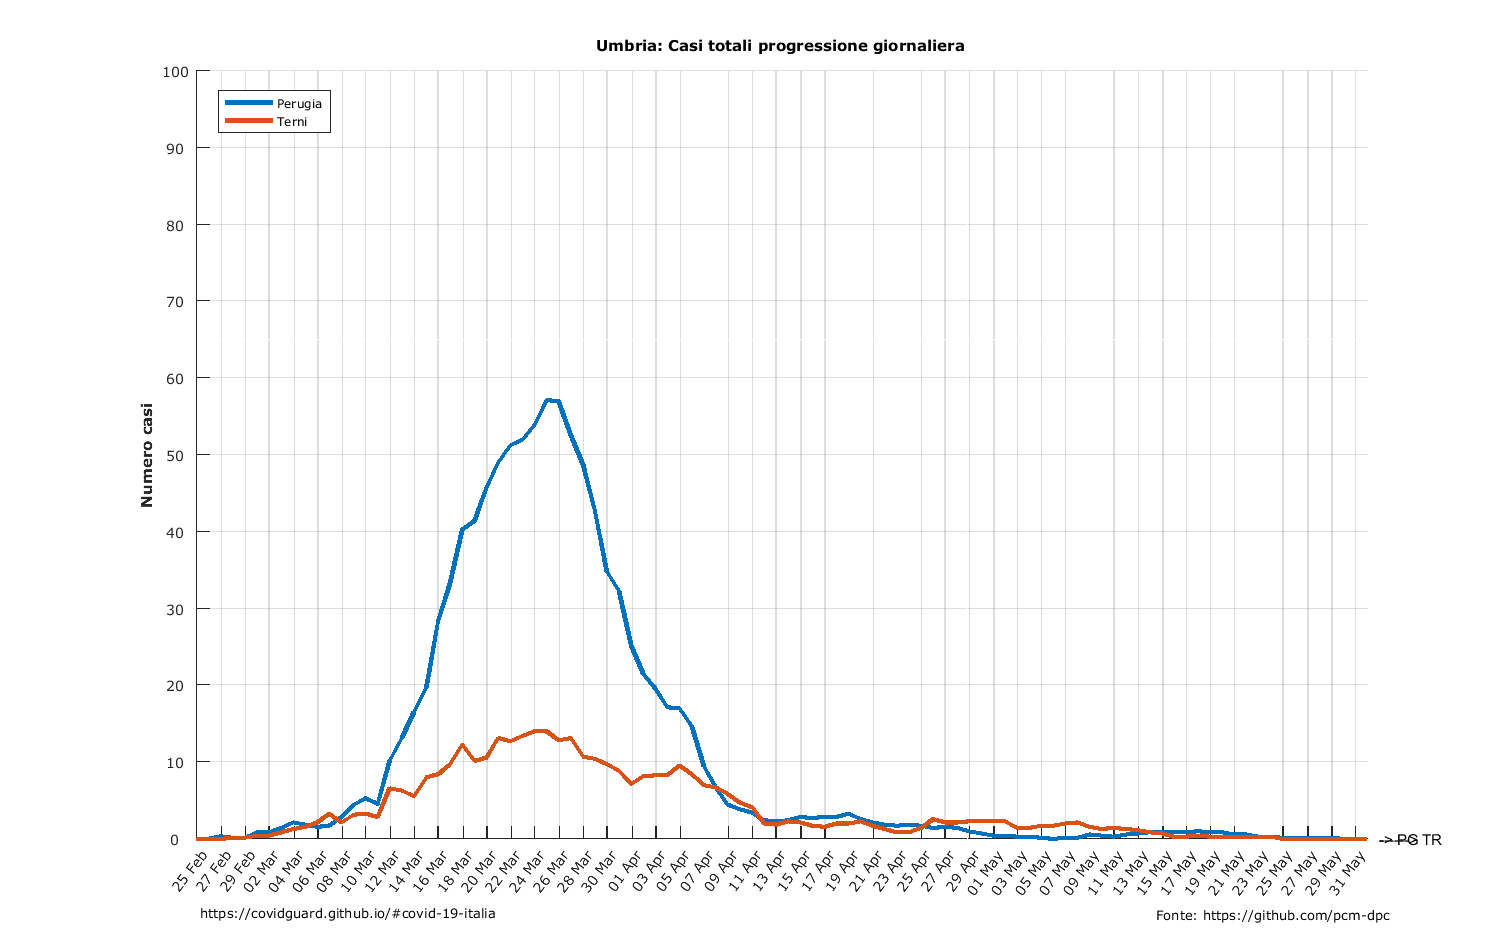 Umbria: Casi totali progressione giornaliera
100
90
80
70
60
50
40
30
20
10
0
Perugia
Terni
Numero casi
25 Feb
27 Feb
29 Feb
02 Mar
04 Mar
06 Mar
08 Mar
10 Mar
12 Mar
14 Mar
16 Mar
18 Mar
20 Mar
22 Mar
24 Mar
26 Mar
28 Mar
30 Mar
01 Apr
03 Apr
05 Apr
07 Apr
09 Apr
11 Apr
13 Apr
15 Apr
17 Apr
19 Apr
21 Apr
23 Apr
25 Apr
27 Apr
29 Apr
01 May
03 May
05 May
07 May
09 May
11 May
13 May
15 May
17 May
19 May
21 May
23 May
25 May
27 May
29 May
31 May
-> PG TR
https://covidguard.github.io/#covid-19-italia
Fonte: https://github.com/pcm-dpc